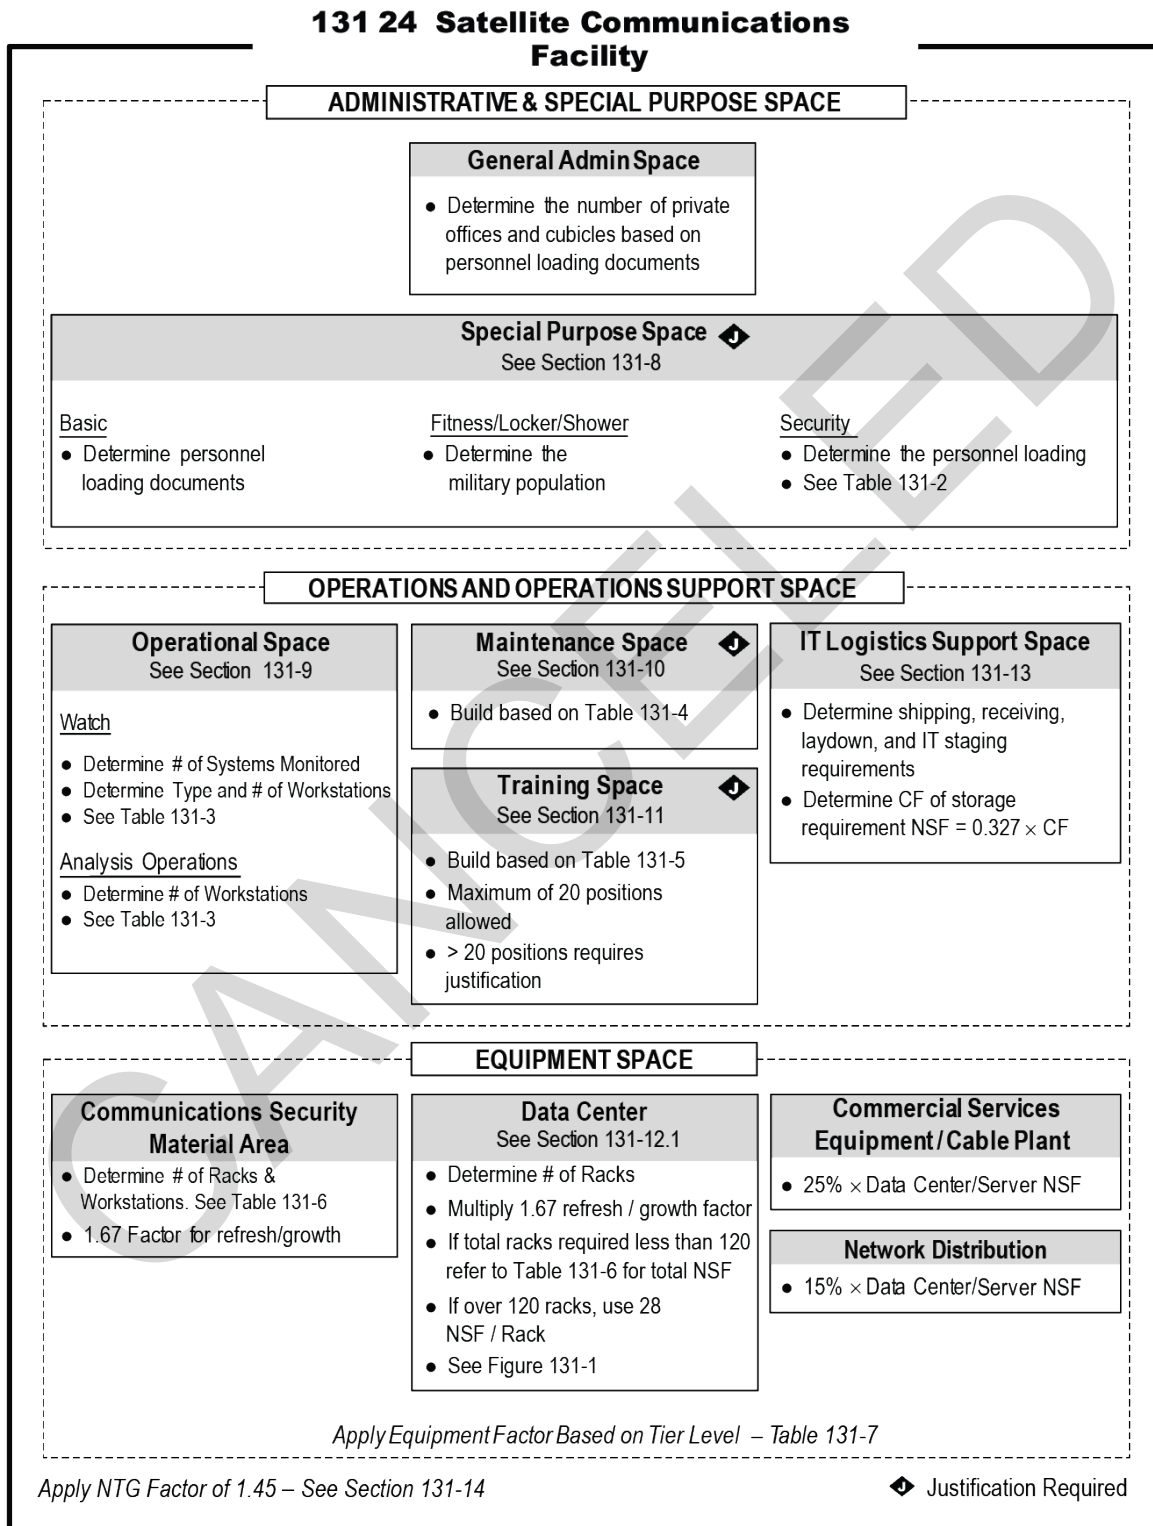 131 24 Satellite Communications
Facility
ADMINISTRATIVE & SPECIAL PURPOSE SPACE
General Admin Space
● Determine the number of private
offices and cubicles based on
personnel loading documents
Special Purpose Space J
See Section 131-8
Basic
● Determine personnel
loading documents
Fitness/Locker/Shower
● Determine the
military population
Security
● Determine the personnel loading
● See Table 131-2
OPERATIONS AND OPERATIONS SUPPORT SPACE
Operational Space
See Section 131-9
Watch
● Determine # of Systems Monitored
● Determine Type and # of Workstations
● See Table 131-3
Analysis Operations
● Determine # of Workstations
● See Table 131-3
Maintenance Space J
See Section 131-10
● Build based on Table 131-4
Training Space J
See Section 131-11
● Build based on Table 131-5
● Maximum of 20 positions
allowed
● > 20 positions requires
justification
IT Logistics Support Space
See Section 131-13
● Determine shipping, receiving,
laydown, and IT staging
requirements
● Determine CF of storage
requirement NSF = 0.327 × CF
EQUIPMENT SPACE
Communications Security
Material Area
● Determine # of Racks &
Workstations. See Table 131-6
● 1.67 Factor for refresh/growth
Data Center
See Section 131-12.1
● Determine # of Racks
● Multiply 1.67 refresh / growth factor
● If total racks required less than 120
refer to Table 131-6 for total NSF
● If over 120 racks, use 28
NSF / Rack
● See Figure 131-1
Commercial Services
Equipment / Cable Plant
● 25% × Data Center/Server NSF
Network Distribution
● 15% × Data Center/Server NSF
Apply Equipment Factor Based on Tier Level – Table 131-7
Apply NTG Factor of 1.45 – See Section 131-14
J Justification Required
CANCELED